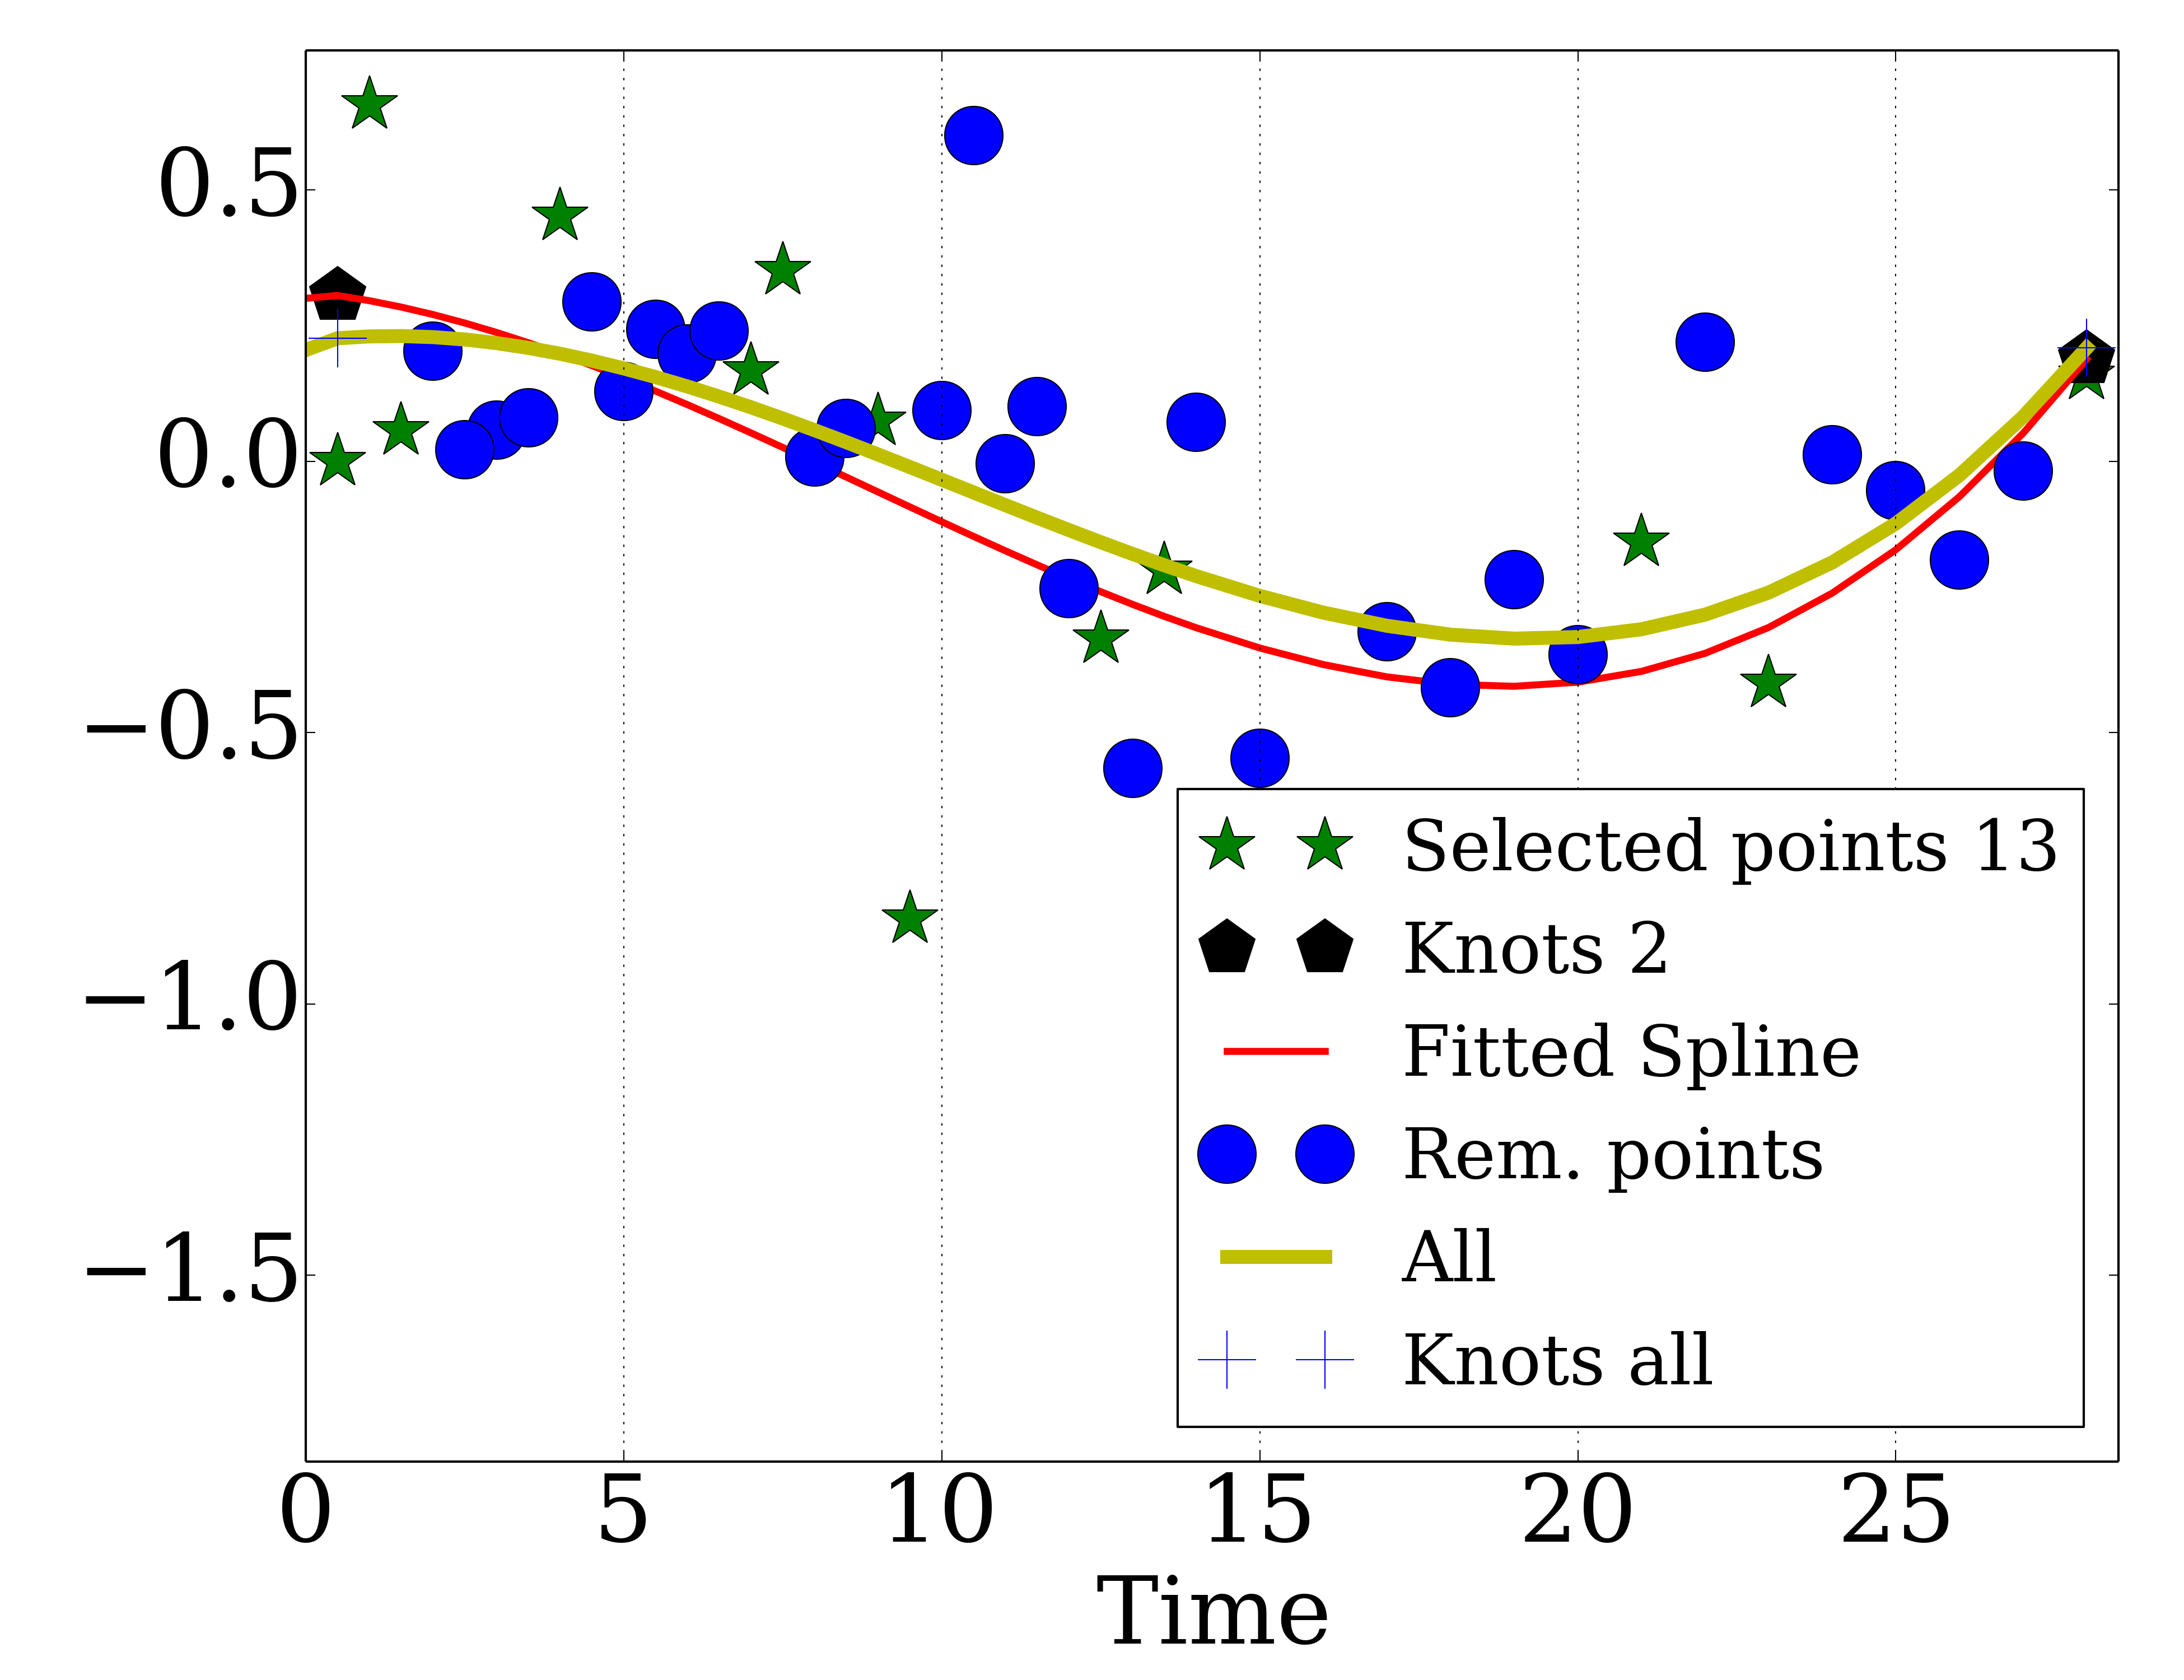 0.5
0.0
−0.5
−1.0
−1.5
Selected points 13
Knots 2
Fitted Spline
Rem. points
All
Knots all
0 5 10 15 20 25
Time